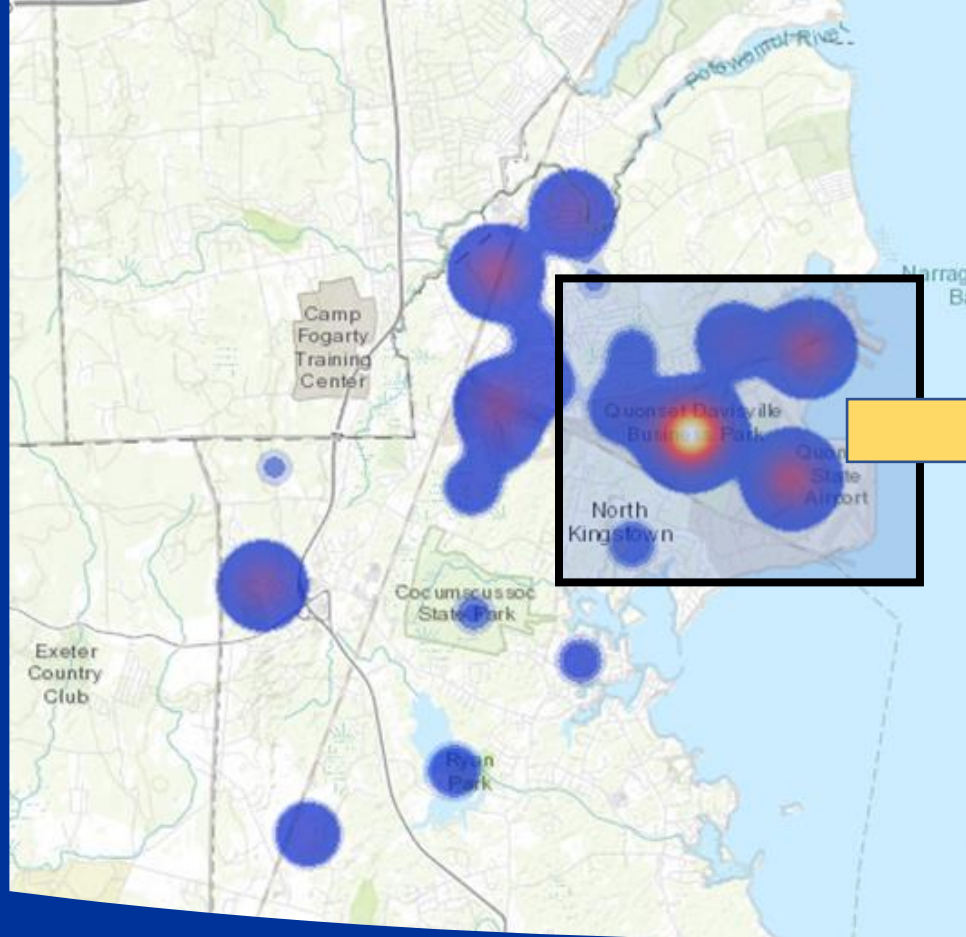 Potowomut River
Narrag
Ba
Camp
Fogarty
Training
Center
Quonset Davisville
Business Park
Quon
State
Airport
North
Kingstown
Cocumscussoc
State Park
Exeter
Country
Club
Ryan
Park